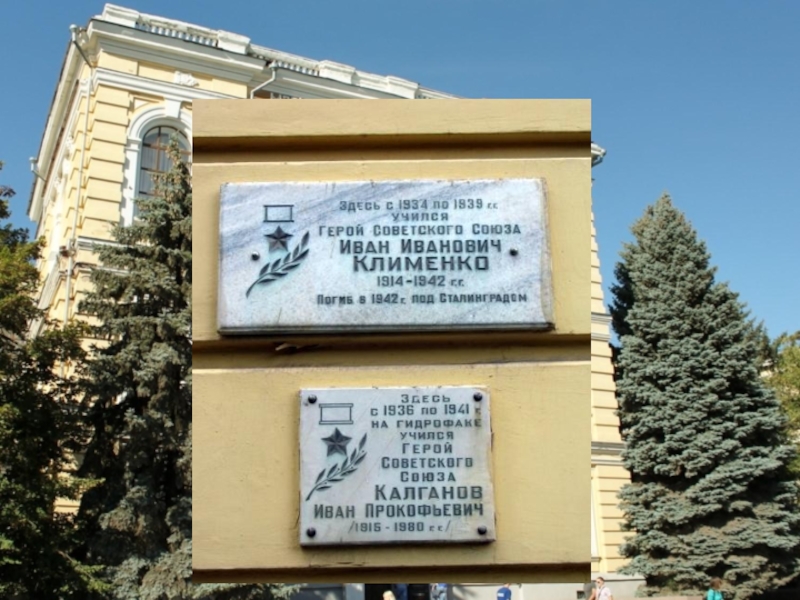 Здесь с 1934 по 1939 г.г.
учился
Герой Советского Союза
Иван Иванович
Клименко
1914-1942 г.г.
Погиб в 1942 г. под Сталинградом
Здесь
с 1936 по 1941 г.
на гидрофаке
учился
Герой
Советского
Союза
Калганов
Иван Прокофьевич
/1915-1980 г.г./